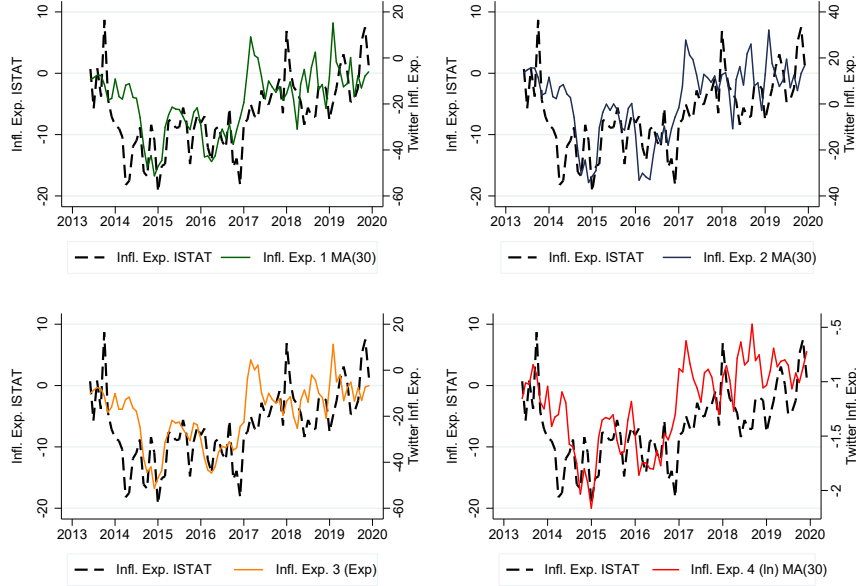 10
0
-10
-20
Infl. Exp. ISTAT
20
0
-20
-40
-60
Twitter Infl. Exp.
2013 2014 2015 2016 2017 2018 2019 2020
Infl. Exp. ISTAT Infl. Exp. 1 MA(30)
10
0
-10
-20
Infl. Exp. ISTAT
40
20
0
-20
-40
Twitter Infl. Exp.
2013 2014 2015 2016 2017 2018 2019 2020
Infl. Exp. ISTAT Infl. Exp. 2 MA(30)
10
0
-10
-20
Infl. Exp. ISTAT
20
0
-20
-40
-60
Twitter Infl. Exp.
2013 2014 2015 2016 2017 2018 2019 2020
Infl. Exp. ISTAT Infl. Exp. 3 (Exp)
10
0
-10
-20
Infl. Exp. ISTAT
-.5
-1
-1.5
-2
Twitter Infl. Exp.
2013 2014 2015 2016 2017 2018 2019 2020
Infl. Exp. ISTAT Infl. Exp. 4 (ln) MA(30)